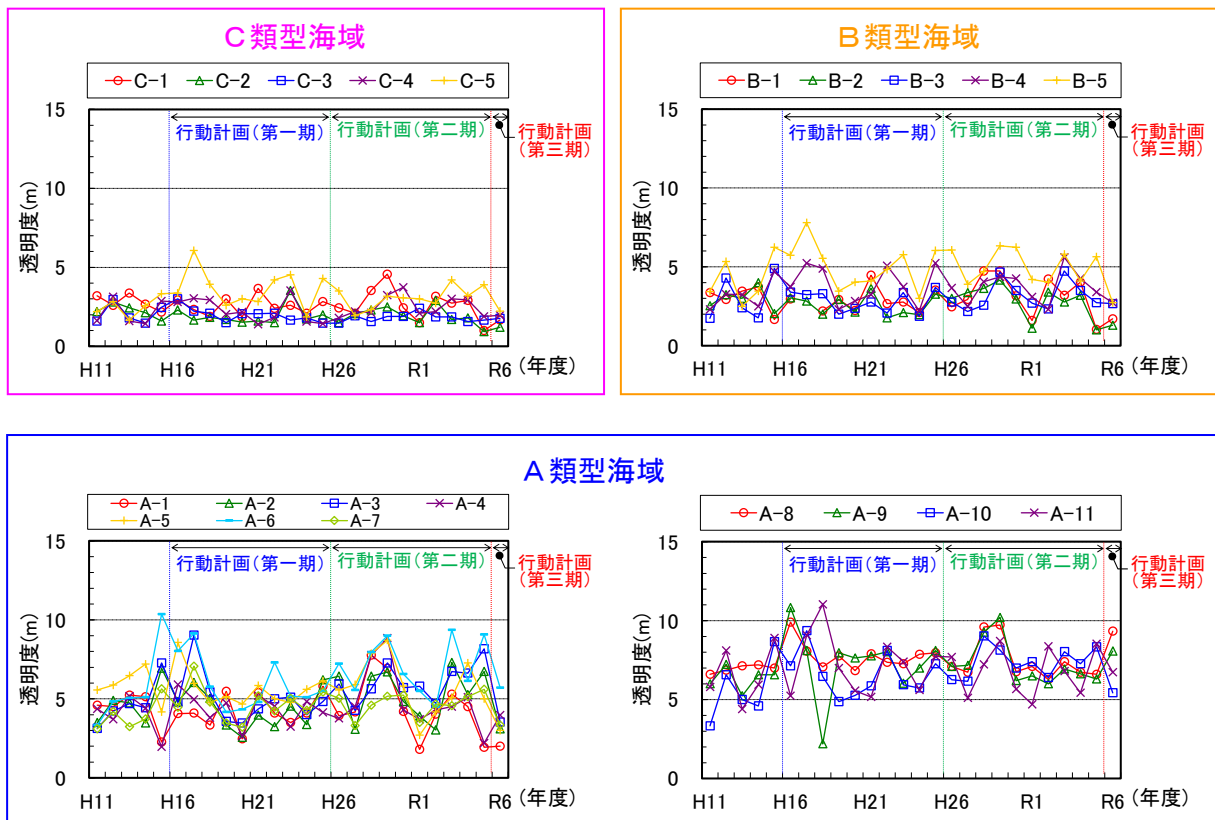 C類型海域
C-1 C-2 C-3 C-4 C-5
15
10
5
0
透明度(m)
行動計画(第一期)
行動計画(第二期)
行動計画
(第三期)
H11 H16 H21 H26 R1 R6 (年度)
B類型海域
B-1 B-2 B-3 B-4 B-5
15
10
5
0
透明度(m)
行動計画(第一期)
行動計画(第二期)
行動計画
(第三期)
H11 H16 H21 H26 R1 R6 (年度)
A類型海域
A-1 A-2 A-3 A-4
A-5 A-6 A-7
15
10
5
0
透明度(m)
行動計画(第一期)
行動計画(第二期)
行動計画
(第三期)
H11 H16 H21 H26 R1 R6 (年度)
A-8 A-9 A-10 A-11
15
10
5
0
透明度(m)
行動計画(第一期)
行動計画(第二期)
行動計画
(第三期)
H11 H16 H21 H26 R1 R6 (年度)